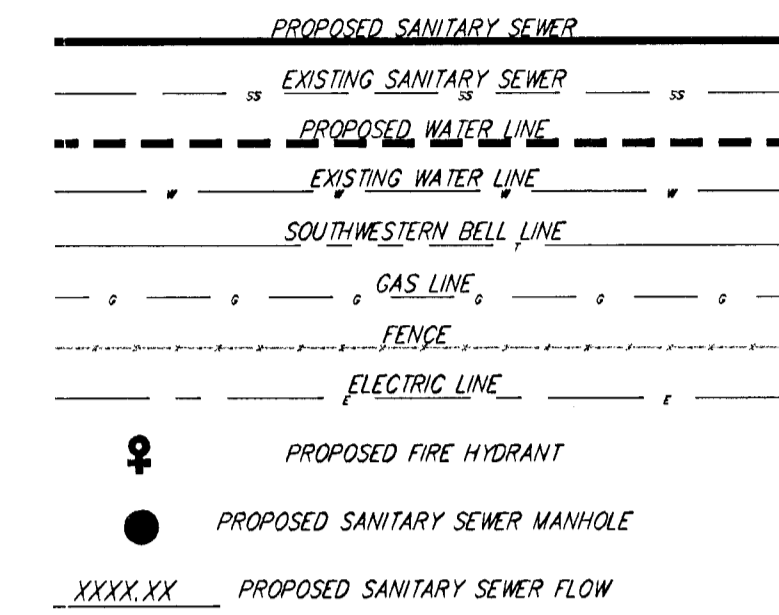 PROPOSED SANITARY SEWER
EXISTING SANITARY SEWER
SS SS SS
PROPOSED WATER LINE
EXISTING WATER LINE
W W W W
SOUTHWESTERN BELL LINE
T
GAS LINE
G G G G G G
FENCE
ELECTRIC LINE
E E
PROPOSED FIRE HYDRANT
PROPOSED SANITARY SEWER MANHOLE
XXXX.XX PROPOSED SANITARY SEWER FLOW